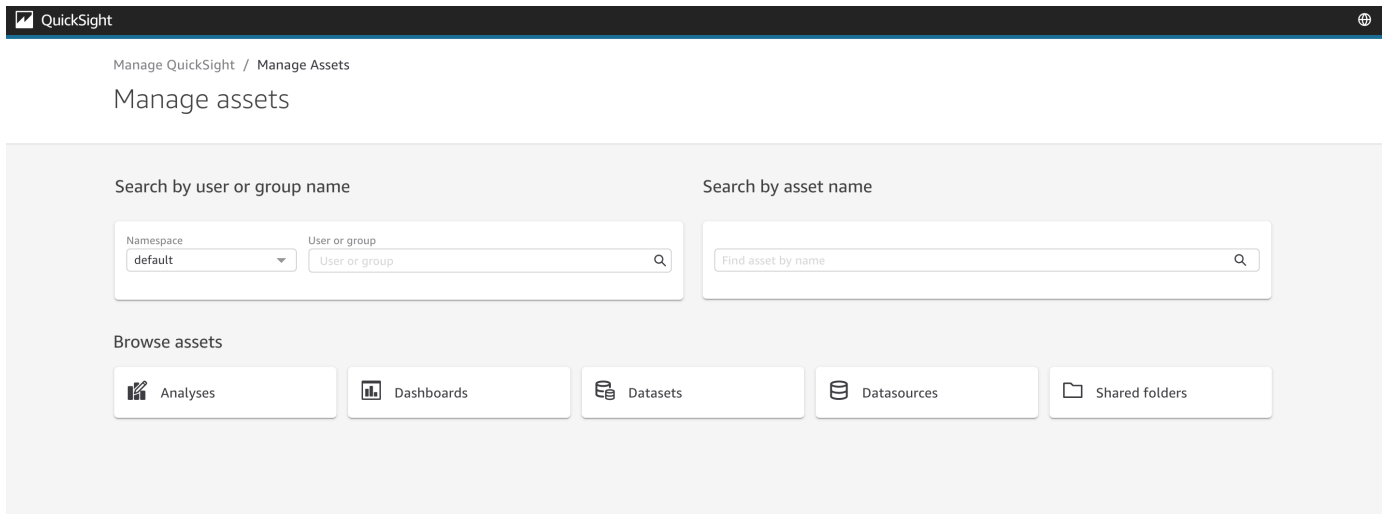 QuickSight
Manage QuickSight / Manage Assets
Manage assets
Search by user or group name
Namespace
default
User or group
User or group
Search by asset name
Find asset by name
Browse assets
Analyses
Dashboards
Datasets
Datasources
Shared folders